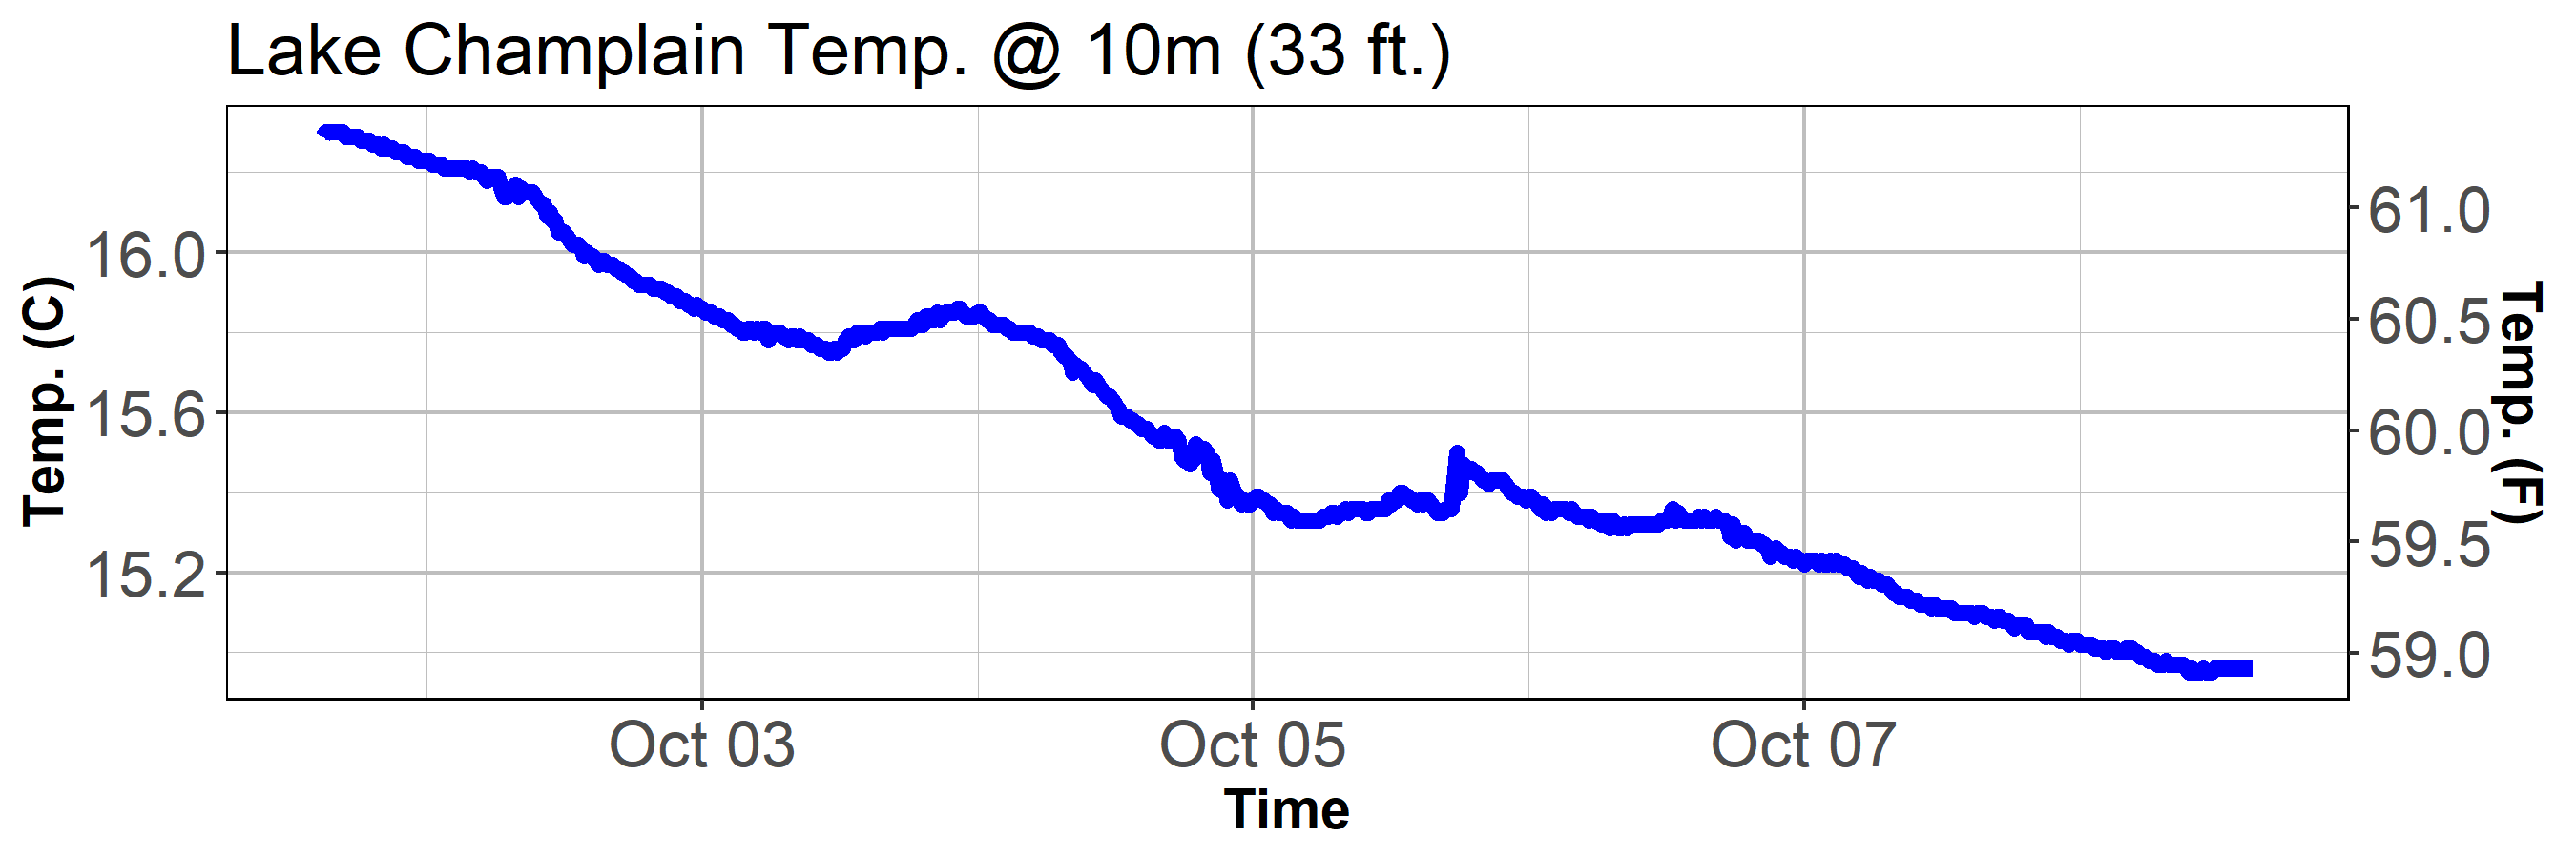 Lake Champlain Temp. @ 10m (33 ft.)
Temp. (C)
16.0
15.6
15.2
61.0
60.5
60.0
59.5
59.0
Temp. (F)
Oct 03
Oct 05
Oct 07
Time